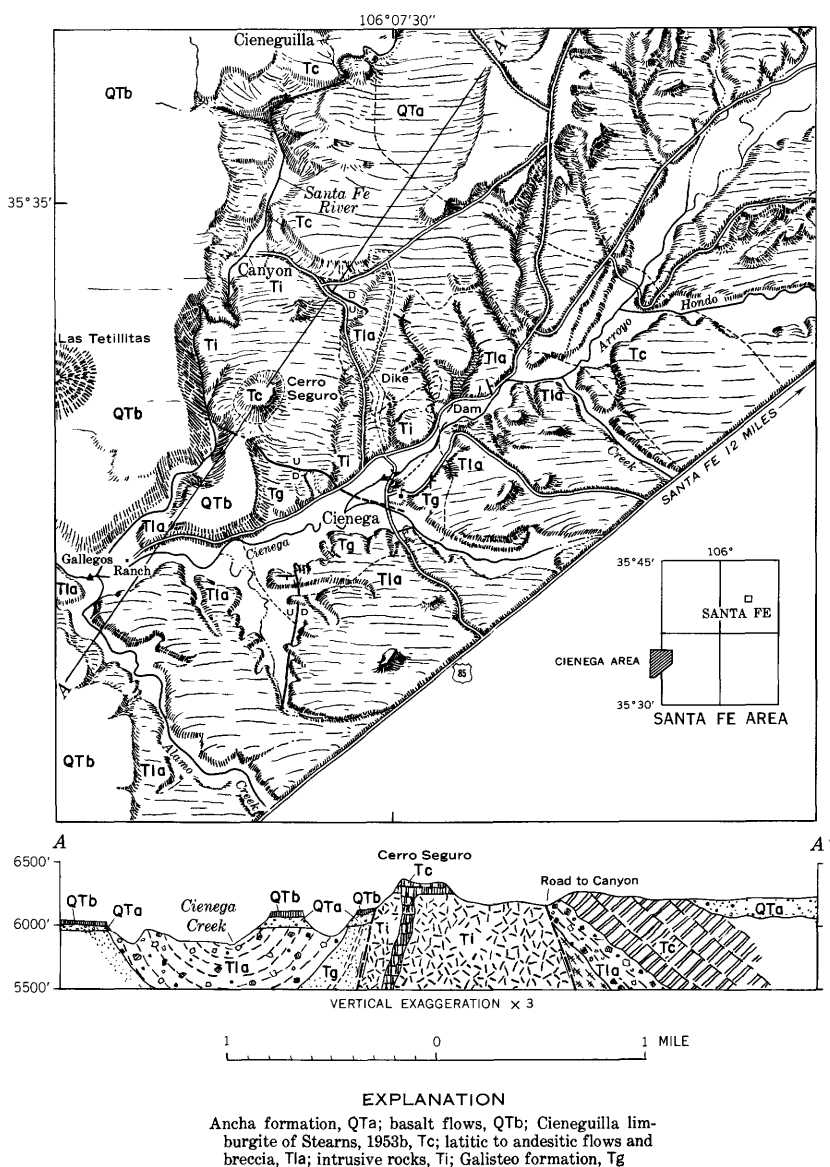 106°07'30"
Cieneguilla
Tc
A'
QTb
QTa
35°35'
Santa Fe
River
Tc
Canyon
Ti
Hondo
D
U
Las Tetillitas
Ti
Tla
Tla
Arroyo
Tc
Dike
Tc
Cerro
Seguro
QTb
Dam
Tla
Ti
SANTA FE 12 MILES
Creek
U
D
Ti
Tla
QTb
Tg
Tg
Tla
Cienega
Cienega
Tg
Gallegos
Ranch
Tla
Tla
Tla
U D
A
85
QTb
Tla
Alamo
Creek
35°45'
106°
SANTA FE
CIENEGA AREA
35°30'
SANTA FE AREA
A
A'
6500'
Cerro Seguro
Tc
Road to Canyon
QTb
QTa
Cienega
Creek
QTb
QTa
QTb
6000'
Ti
Ti
QTa
Tc
Tla
Tg
Tla
5500'
VERTICAL EXAGGERATION × 3
1 0 1 MILE
EXPLANATION
Ancha formation, QTa; basalt flows, QTb; Cieneguilla lim-
burgite of Stearns, 1953b, Tc; latitic to andesitic flows and
breccia, Tla; intrusive rocks, Ti; Galisteo formation, Tg